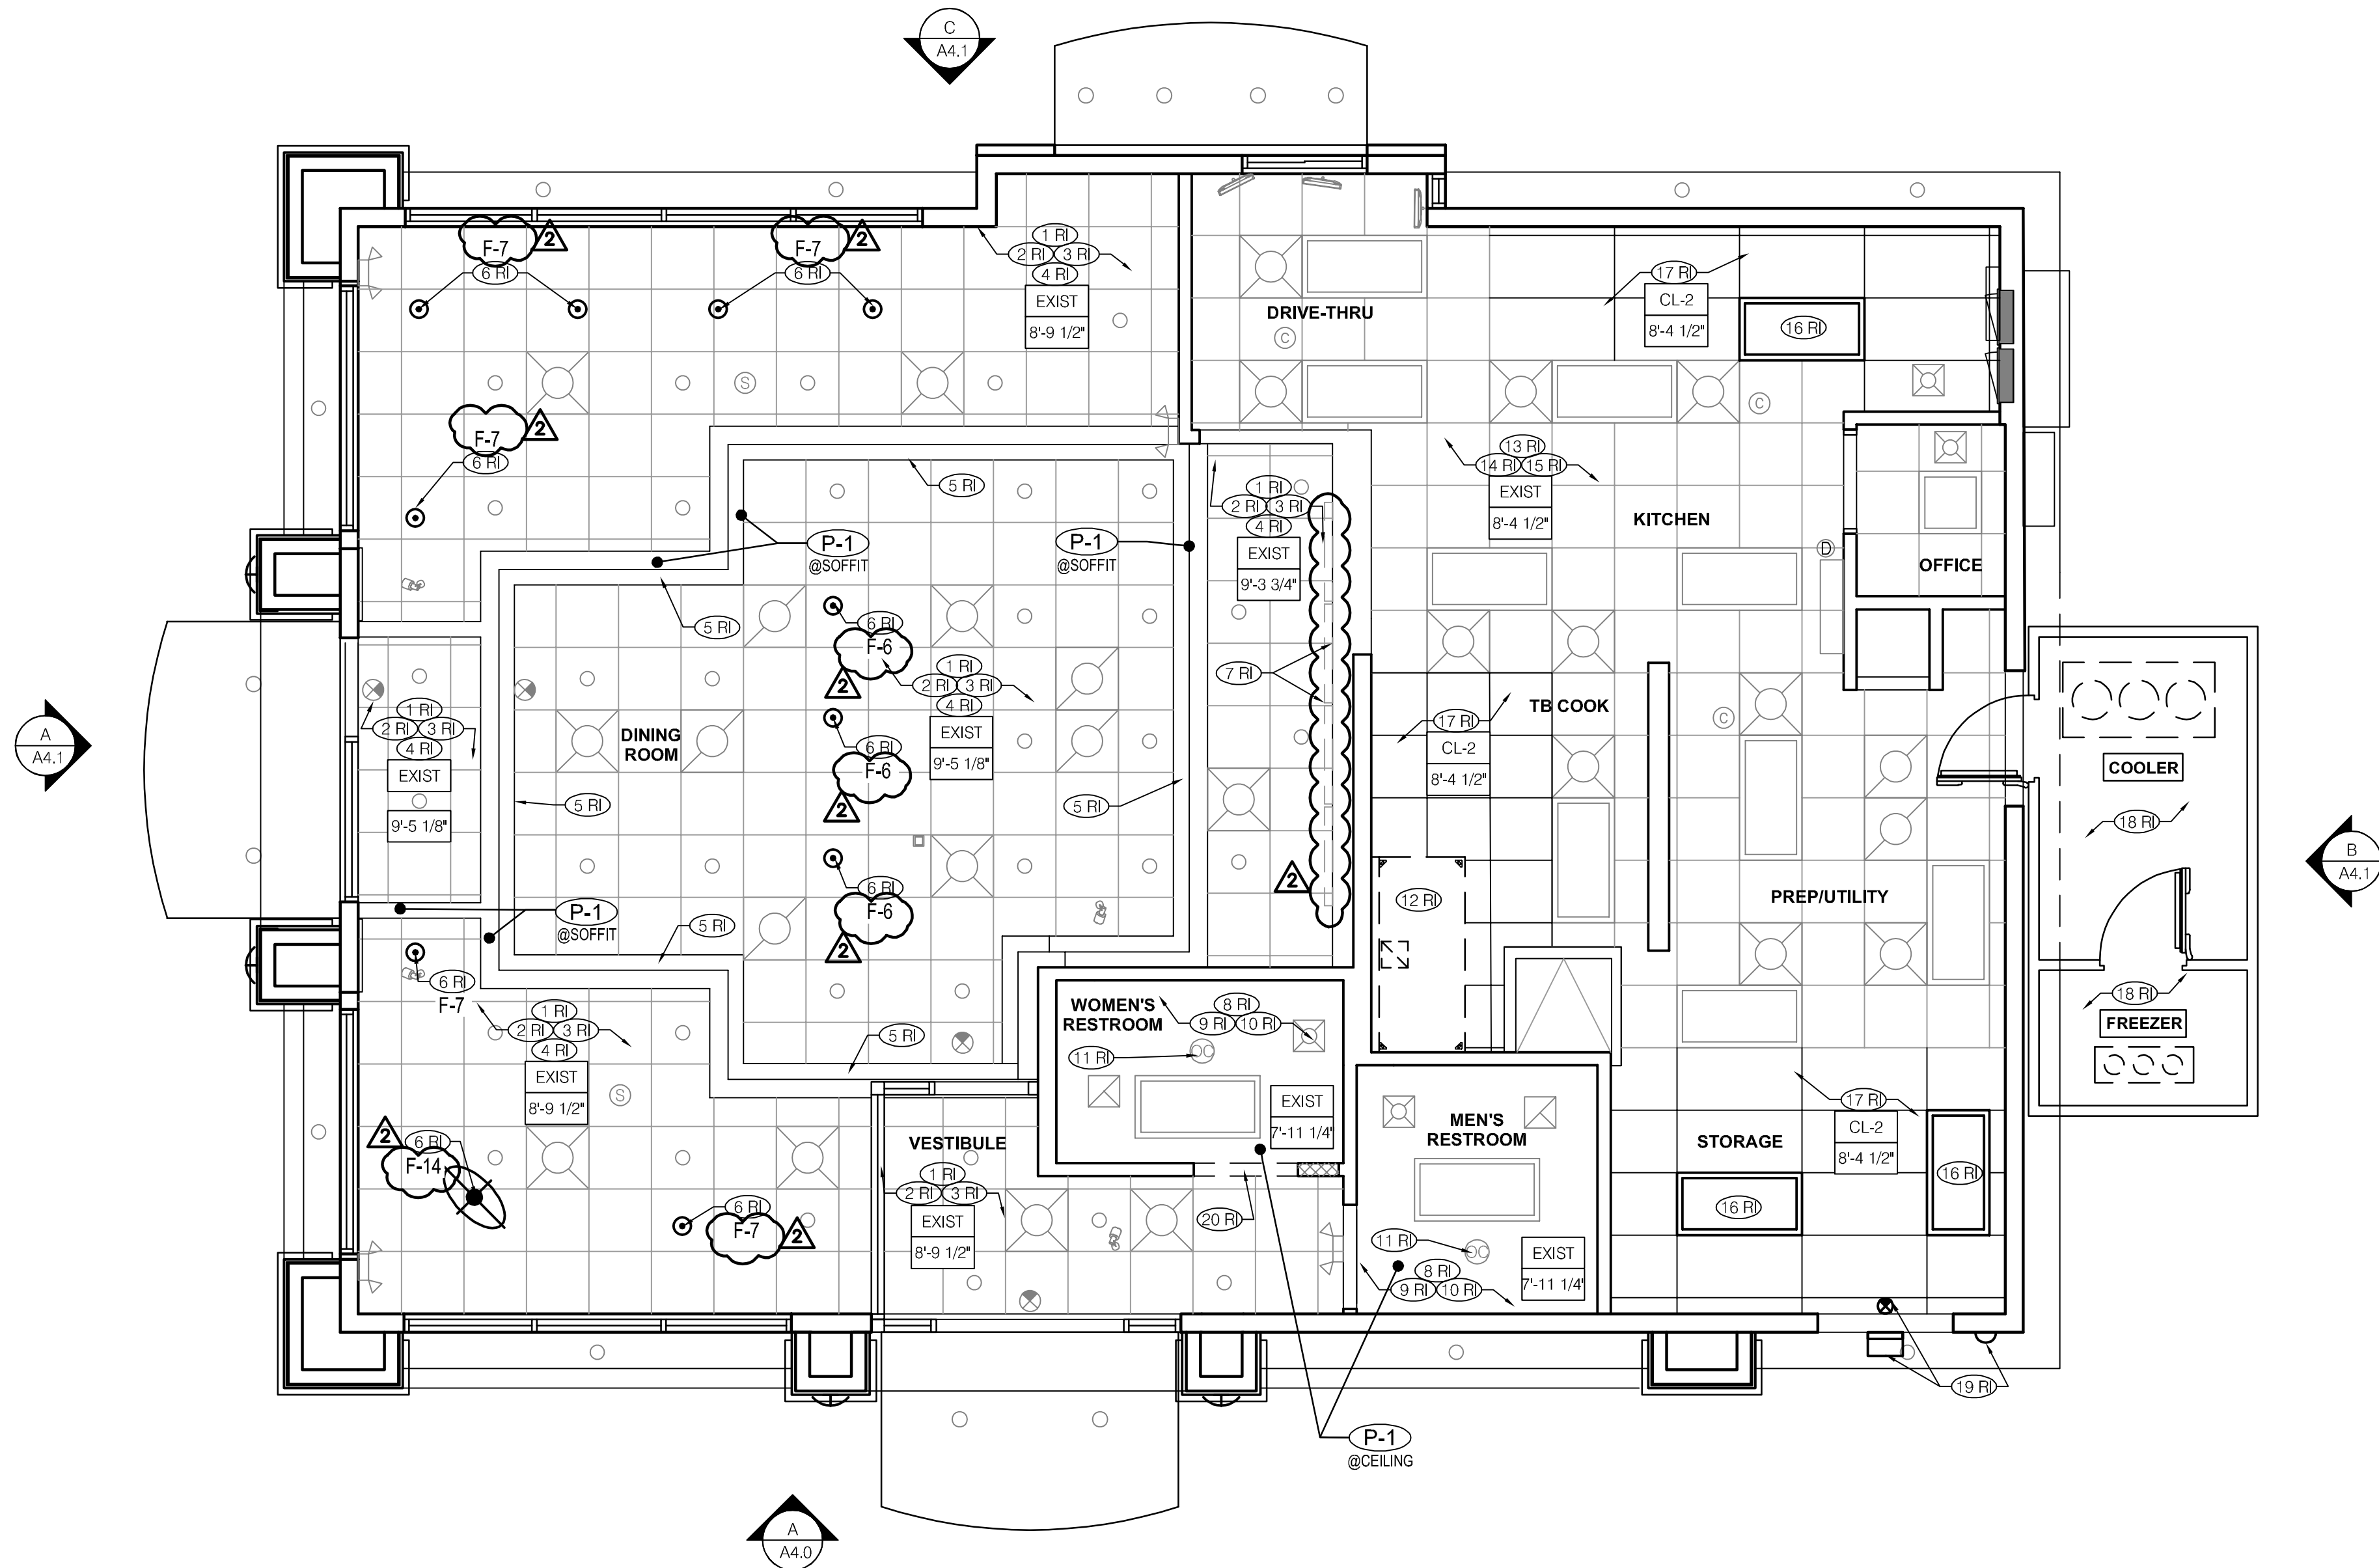 C
A4.1
F-7
2
F-7
2
6 RI
6 RI
1 RI
2 RI 3 RI
4 RI
EXIST
8'-9 1/2"
DRIVE-THRU
C
17 RI
CL-2
8'-4 1/2"
16 RI
S
C
F-7
2
6 RI
5 RI
1 RI
2 RI 3 RI
4 RI
EXIST
9'-3 3/4"
13 RI
14 RI 15 RI
EXIST
8'-4 1/2"
KITCHEN
D
OFFICE
P-1
@SOFFIT
P-1
@SOFFIT
5 RI
6 RI
F-6
2
1 RI
2 RI 3 RI
4 RI
EXIST
9'-5 1/8"
7 RI
A
A4.1
1 RI
2 RI 3 RI
4 RI
EXIST
9'-5 1/8"
DINING
ROOM
6 RI
F-6
2
5 RI
5 RI
17 RI
CL-2
8'-4 1/2"
TB COOK
C
COOLER
18 RI
B
A4.1
6 RI
F-6
2
2
12 RI
PREP/UTILITY
P-1
@SOFFIT
5 RI
6 RI
F-7
1 RI
2 RI 3 RI
4 RI
EXIST
8'-9 1/2"
S
5 RI
WOMEN'S
RESTROOM
8 RI
9 RI 10 RI
11 RI
EXIST
7'-11 1/4"
18 RI
FREEZER
17 RI
CL-2
8'-4 1/2"
STORAGE
16 RI
16 RI
MEN'S
RESTROOM
2
6 RI
F-14
6 RI
F-7
2
VESTIBULE
1 RI
2 RI 3 RI
EXIST
8'-9 1/2"
20 RI
11 RI
8 RI
9 RI 10 RI
EXIST
7'-11 1/4"
19 RI
P-1
@CEILING
A
A4.0